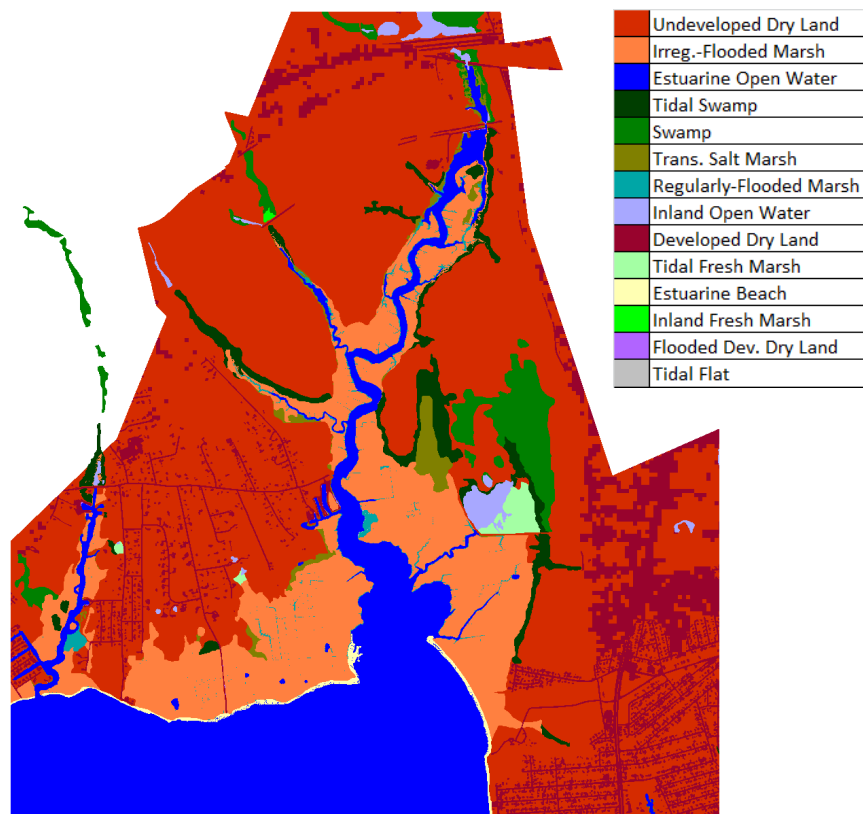 Undeveloped Dry Land
Irreg.-Flooded Marsh
Estuarine Open Water
Tidal Swamp
Swamp
Trans. Salt Marsh
Regularly-Flooded Marsh
Inland Open Water
Developed Dry Land
Tidal Fresh Marsh
Estuarine Beach
Inland Fresh Marsh
Flooded Dev. Dry Land
Tidal Flat